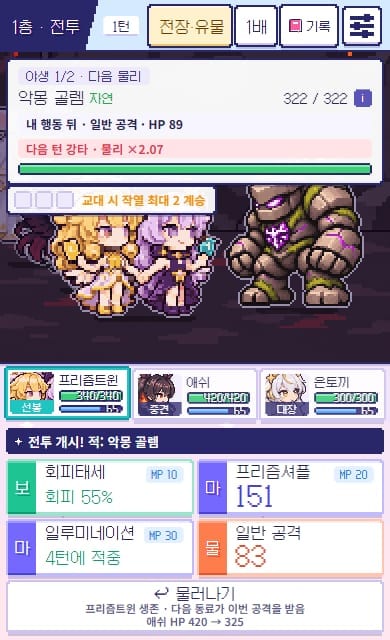 1층 · 전투
1턴
전장·유물
1배
기록
야생 1/2 · 다음 물리
악몽 골렘 자연
322 / 322
i
내 행동 뒤 · 일반 공격 · HP 89
다음 턴 강타 · 물리 ×2.07
교대 시 작열 최대 2 계승
프리즘트윈
340/340
65
선봉
애쉬
420/420
65
중견
은토끼
300/300
65
대장
✦ 전투 개시! 적: 악몽 골렘
보
회피태세
MP 10
회피 55%
마
프리즘셔플
MP 20
151
마
일루미네이션
MP 30
4턴에 적중
물
일반 공격
83
↩ 물러나기
프리즘트윈 생존 · 다음 동료가 이번 공격을 받음
애쉬 HP 420 → 325